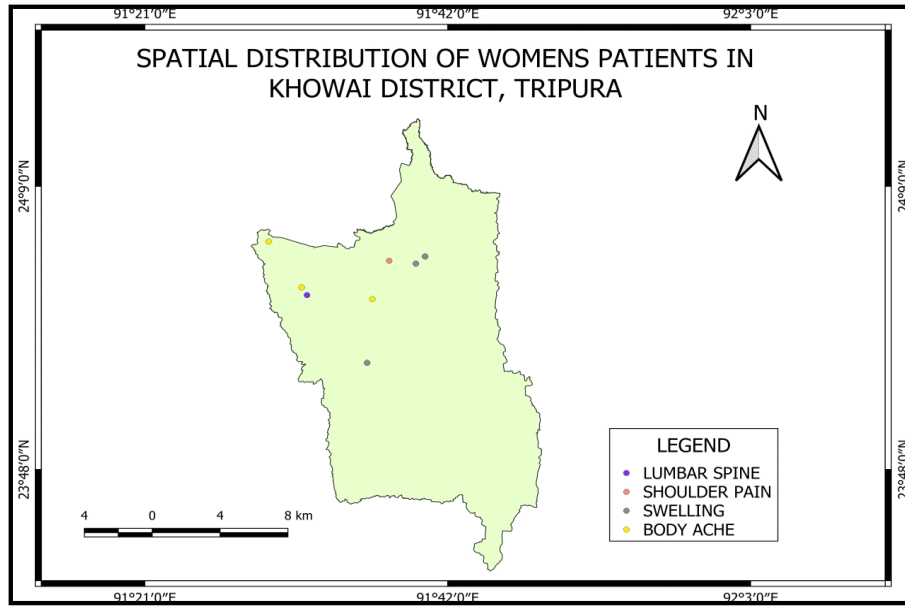 91°21′0″E 91°42′0″E 92°3′0″E
SPATIAL DISTRIBUTION OF WOMENS PATIENTS IN
KHOWAI DISTRICT, TRIPURA
N
24°9′0″N 24°9′0″N
23°48′0″N 23°48′0″N
LEGEND
LUMBAR SPINE
SHOULDER PAIN
SWELLING
BODY ACHE
4 0 4 8 km
91°21′0″E 91°42′0″E 92°3′0″E